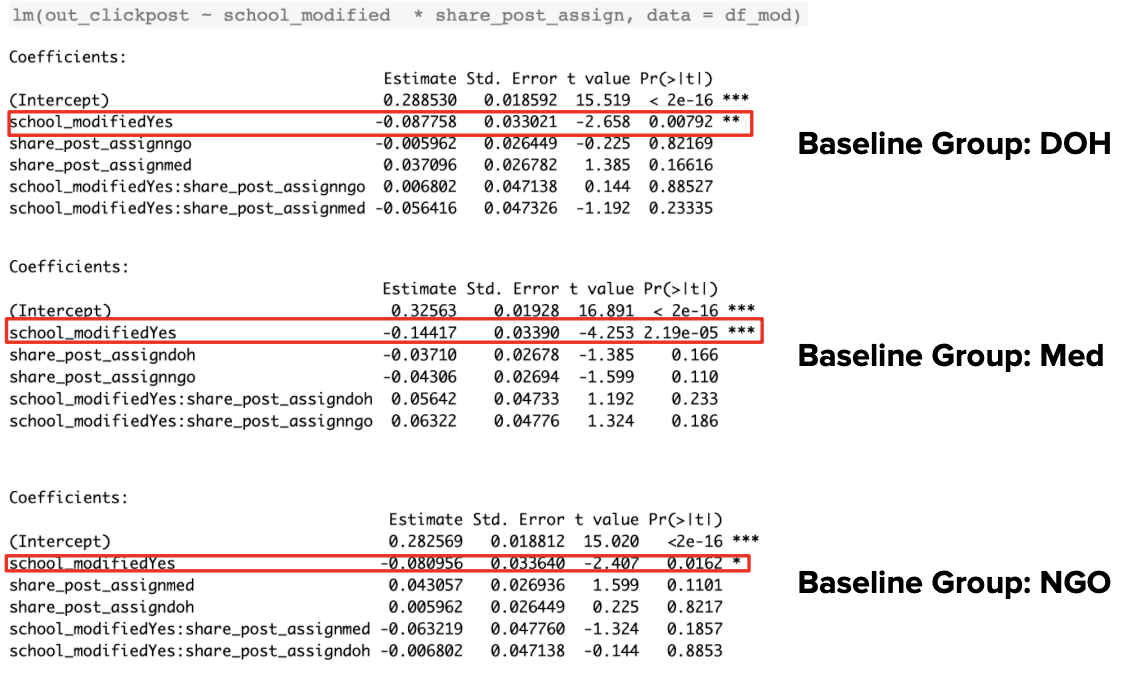 lm(out_clickpost ~ school_modified * share_post_assign, data = df_mod)
Coefficients:
Estimate Std. Error t value Pr(>|t|)
(Intercept) 0.288530 0.018592 15.519 < 2e-16 ***
school_modifiedYes -0.087758 0.033021 -2.658 0.00792 **
share_post_assignngo -0.005962 0.026449 -0.225 0.82169
share_post_assignmed 0.037096 0.026782 1.385 0.16616
school_modifiedYes:share_post_assignngo 0.006802 0.047138 0.144 0.88527
school_modifiedYes:share_post_assignmed -0.056416 0.047326 -1.192 0.23335
Baseline Group: DOH
Coefficients:
Estimate Std. Error t value Pr(>|t|)
(Intercept) 0.32563 0.01928 16.891 < 2e-16 ***
school_modifiedYes -0.14417 0.03390 -4.253 2.19e-05 ***
share_post_assigndoh -0.03710 0.02678 -1.385 0.166
share_post_assignngo -0.04306 0.02694 -1.599 0.110
school_modifiedYes:share_post_assigndoh 0.05642 0.04733 1.192 0.233
school_modifiedYes:share_post_assignngo 0.06322 0.04776 1.324 0.186
Baseline Group: Med
Coefficients:
Estimate Std. Error t value Pr(>|t|)
(Intercept) 0.282569 0.018812 15.020 <2e-16 ***
school_modifiedYes -0.080956 0.033640 -2.407 0.0162 *
share_post_assignmed 0.043057 0.026936 1.599 0.1101
share_post_assigndoh 0.005962 0.026449 0.225 0.8217
school_modifiedYes:share_post_assignmed -0.063219 0.047760 -1.324 0.1857
school_modifiedYes:share_post_assigndoh -0.006802 0.047138 -0.144 0.8853
Baseline Group: NGO